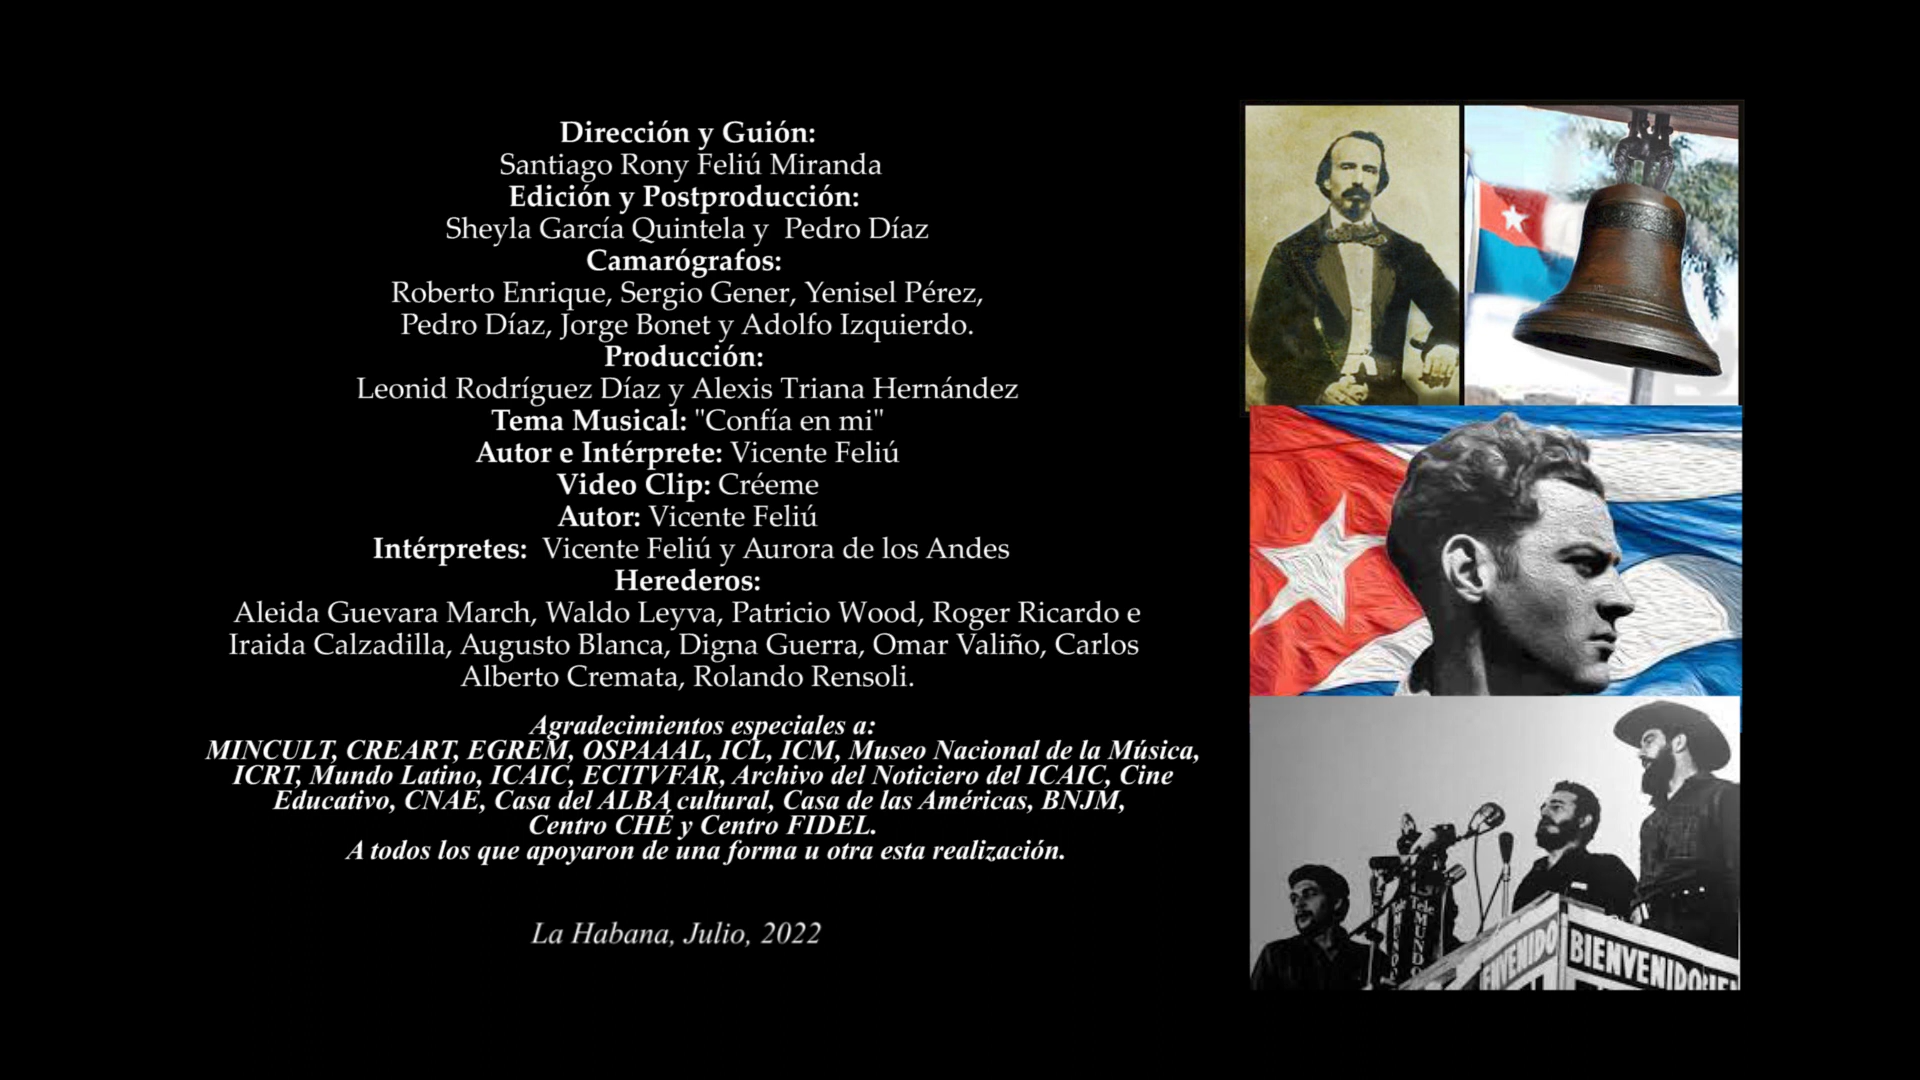 Dirección y Guión:
Santiago Rony Feliú Miranda
Edición y Postproducción:
Sheyla García Quintela y  Pedro Díaz
Camarógrafos:
Roberto Enrique, Sergio Gener, Yenisel Pérez,
Pedro Díaz, Jorge Bonet y Adolfo Izquierdo.
Producción:
Leonid Rodríguez Díaz y Alexis Triana Hernández
Tema Musical: "Confía en mi"
Autor e Intérprete: Vicente Feliú
Video Clip: Créeme
Autor: Vicente Feliú
Intérpretes:  Vicente Feliú y Aurora de los Andes
Herederos:
Aleida Guevara March, Waldo Leyva, Patricio Wood, Roger Ricardo e
Iraida Calzadilla, Augusto Blanca, Digna Guerra, Omar Valiño, Carlos
Alberto Cremata, Rolando Rensoli.
Agradecimientos especiales a:
MINCULT, CREART, EGREM, OSPAAAL, ICL, ICM, Museo Nacional de la Música,
ICRT, Mundo Latino, ICAIC, ECITVFAR, Archivo del Noticiero del ICAIC, Cine
Educativo, CNAE, Casa del ALBA cultural, Casa de las Américas, BNJM,
Centro CHÉ y Centro FIDEL.
A todos los que apoyaron de una forma u otra esta realización.
La Habana, Julio, 2022
Tele
MUNDO
BIENVENIDO